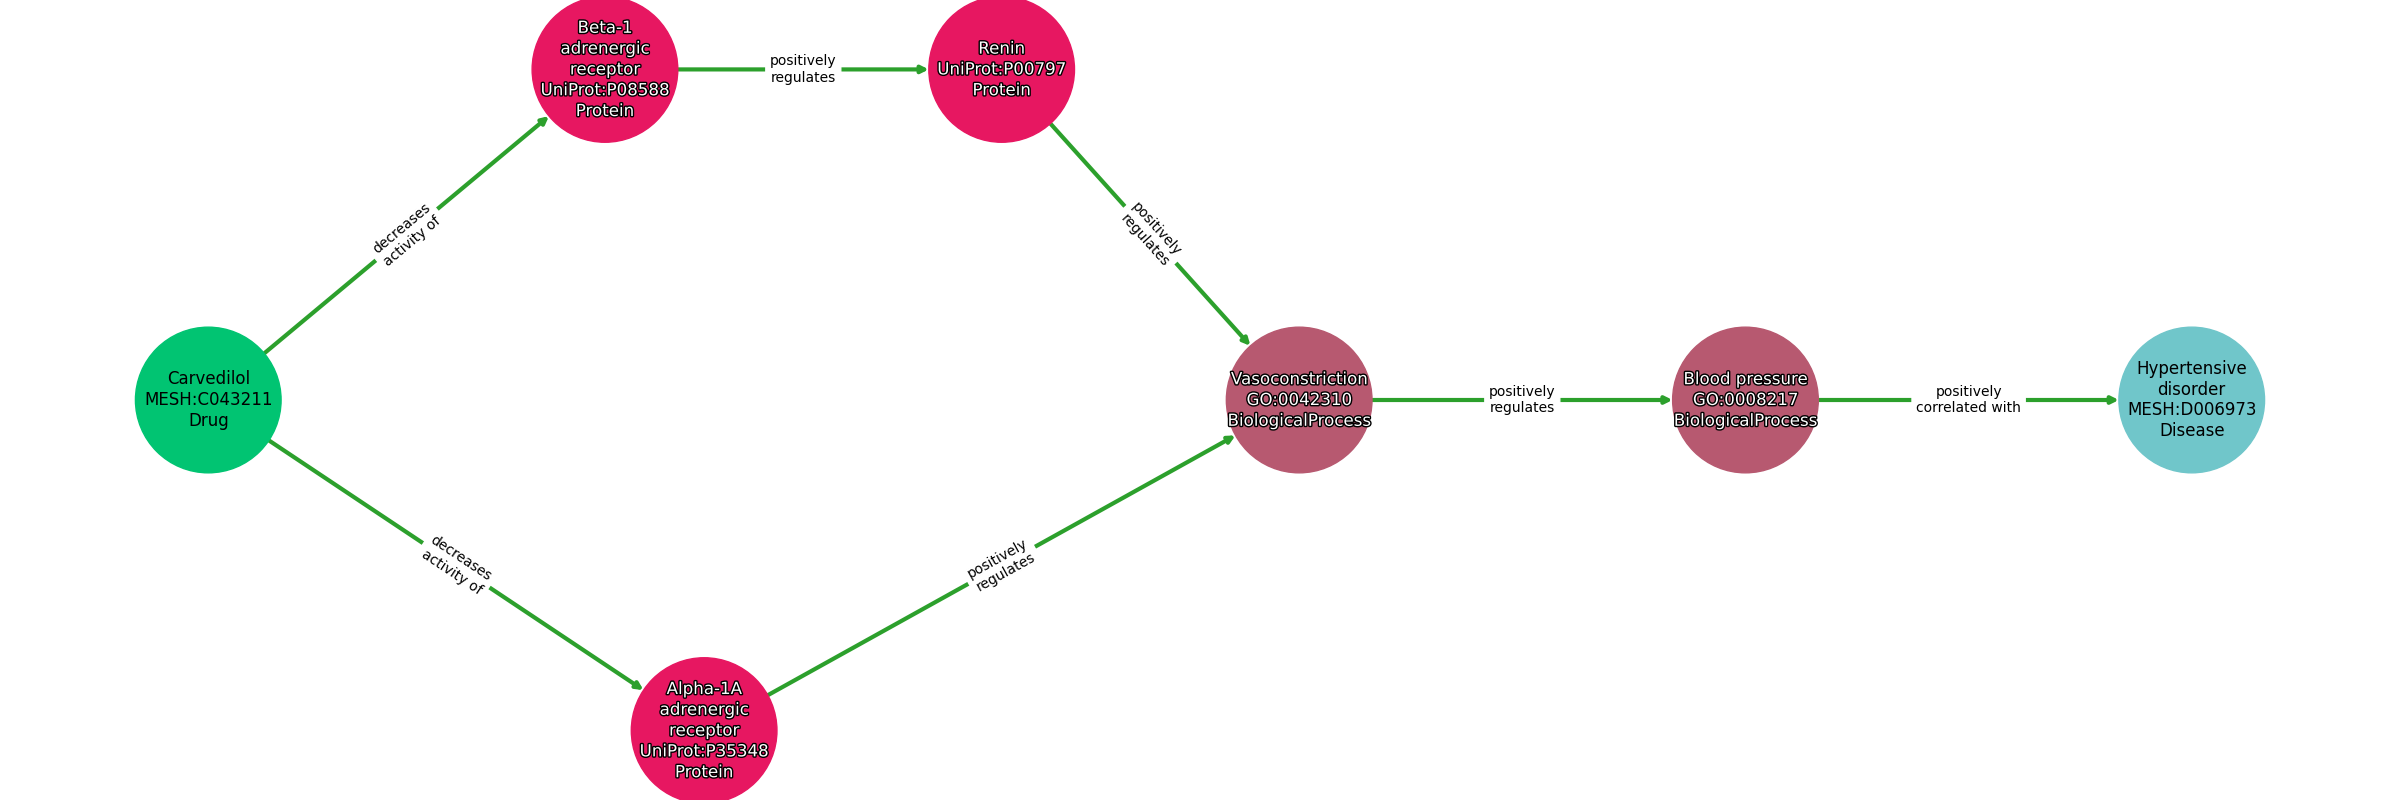 Beta-1
adrenergic
receptor
UniProt:P08588
Protein
positively
regulates
Renin
UniProt:P00797
Protein
decreases
activity of
positively
regulates
Carvedilol
MESH:C043211
Drug
Vasoconstriction
GO:0042310
BiologicalProcess
positively
regulates
Blood pressure
GO:0008217
BiologicalProcess
positively
correlated with
Hypertensive
disorder
MESH:D006973
Disease
decreases
activity of
positively
regulates
Alpha-1A
adrenergic
receptor
UniProt:P35348
Protein